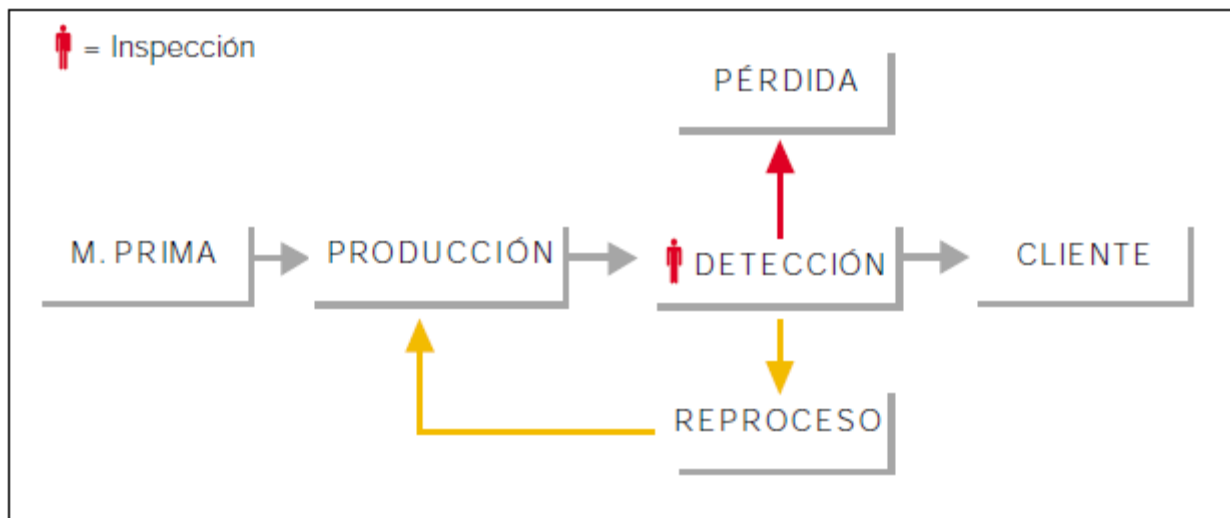 = Inspección
PÉRDIDA
M. PRIMA
PRODUCCIÓN
DETECCIÓN
CLIENTE
REPROCESO